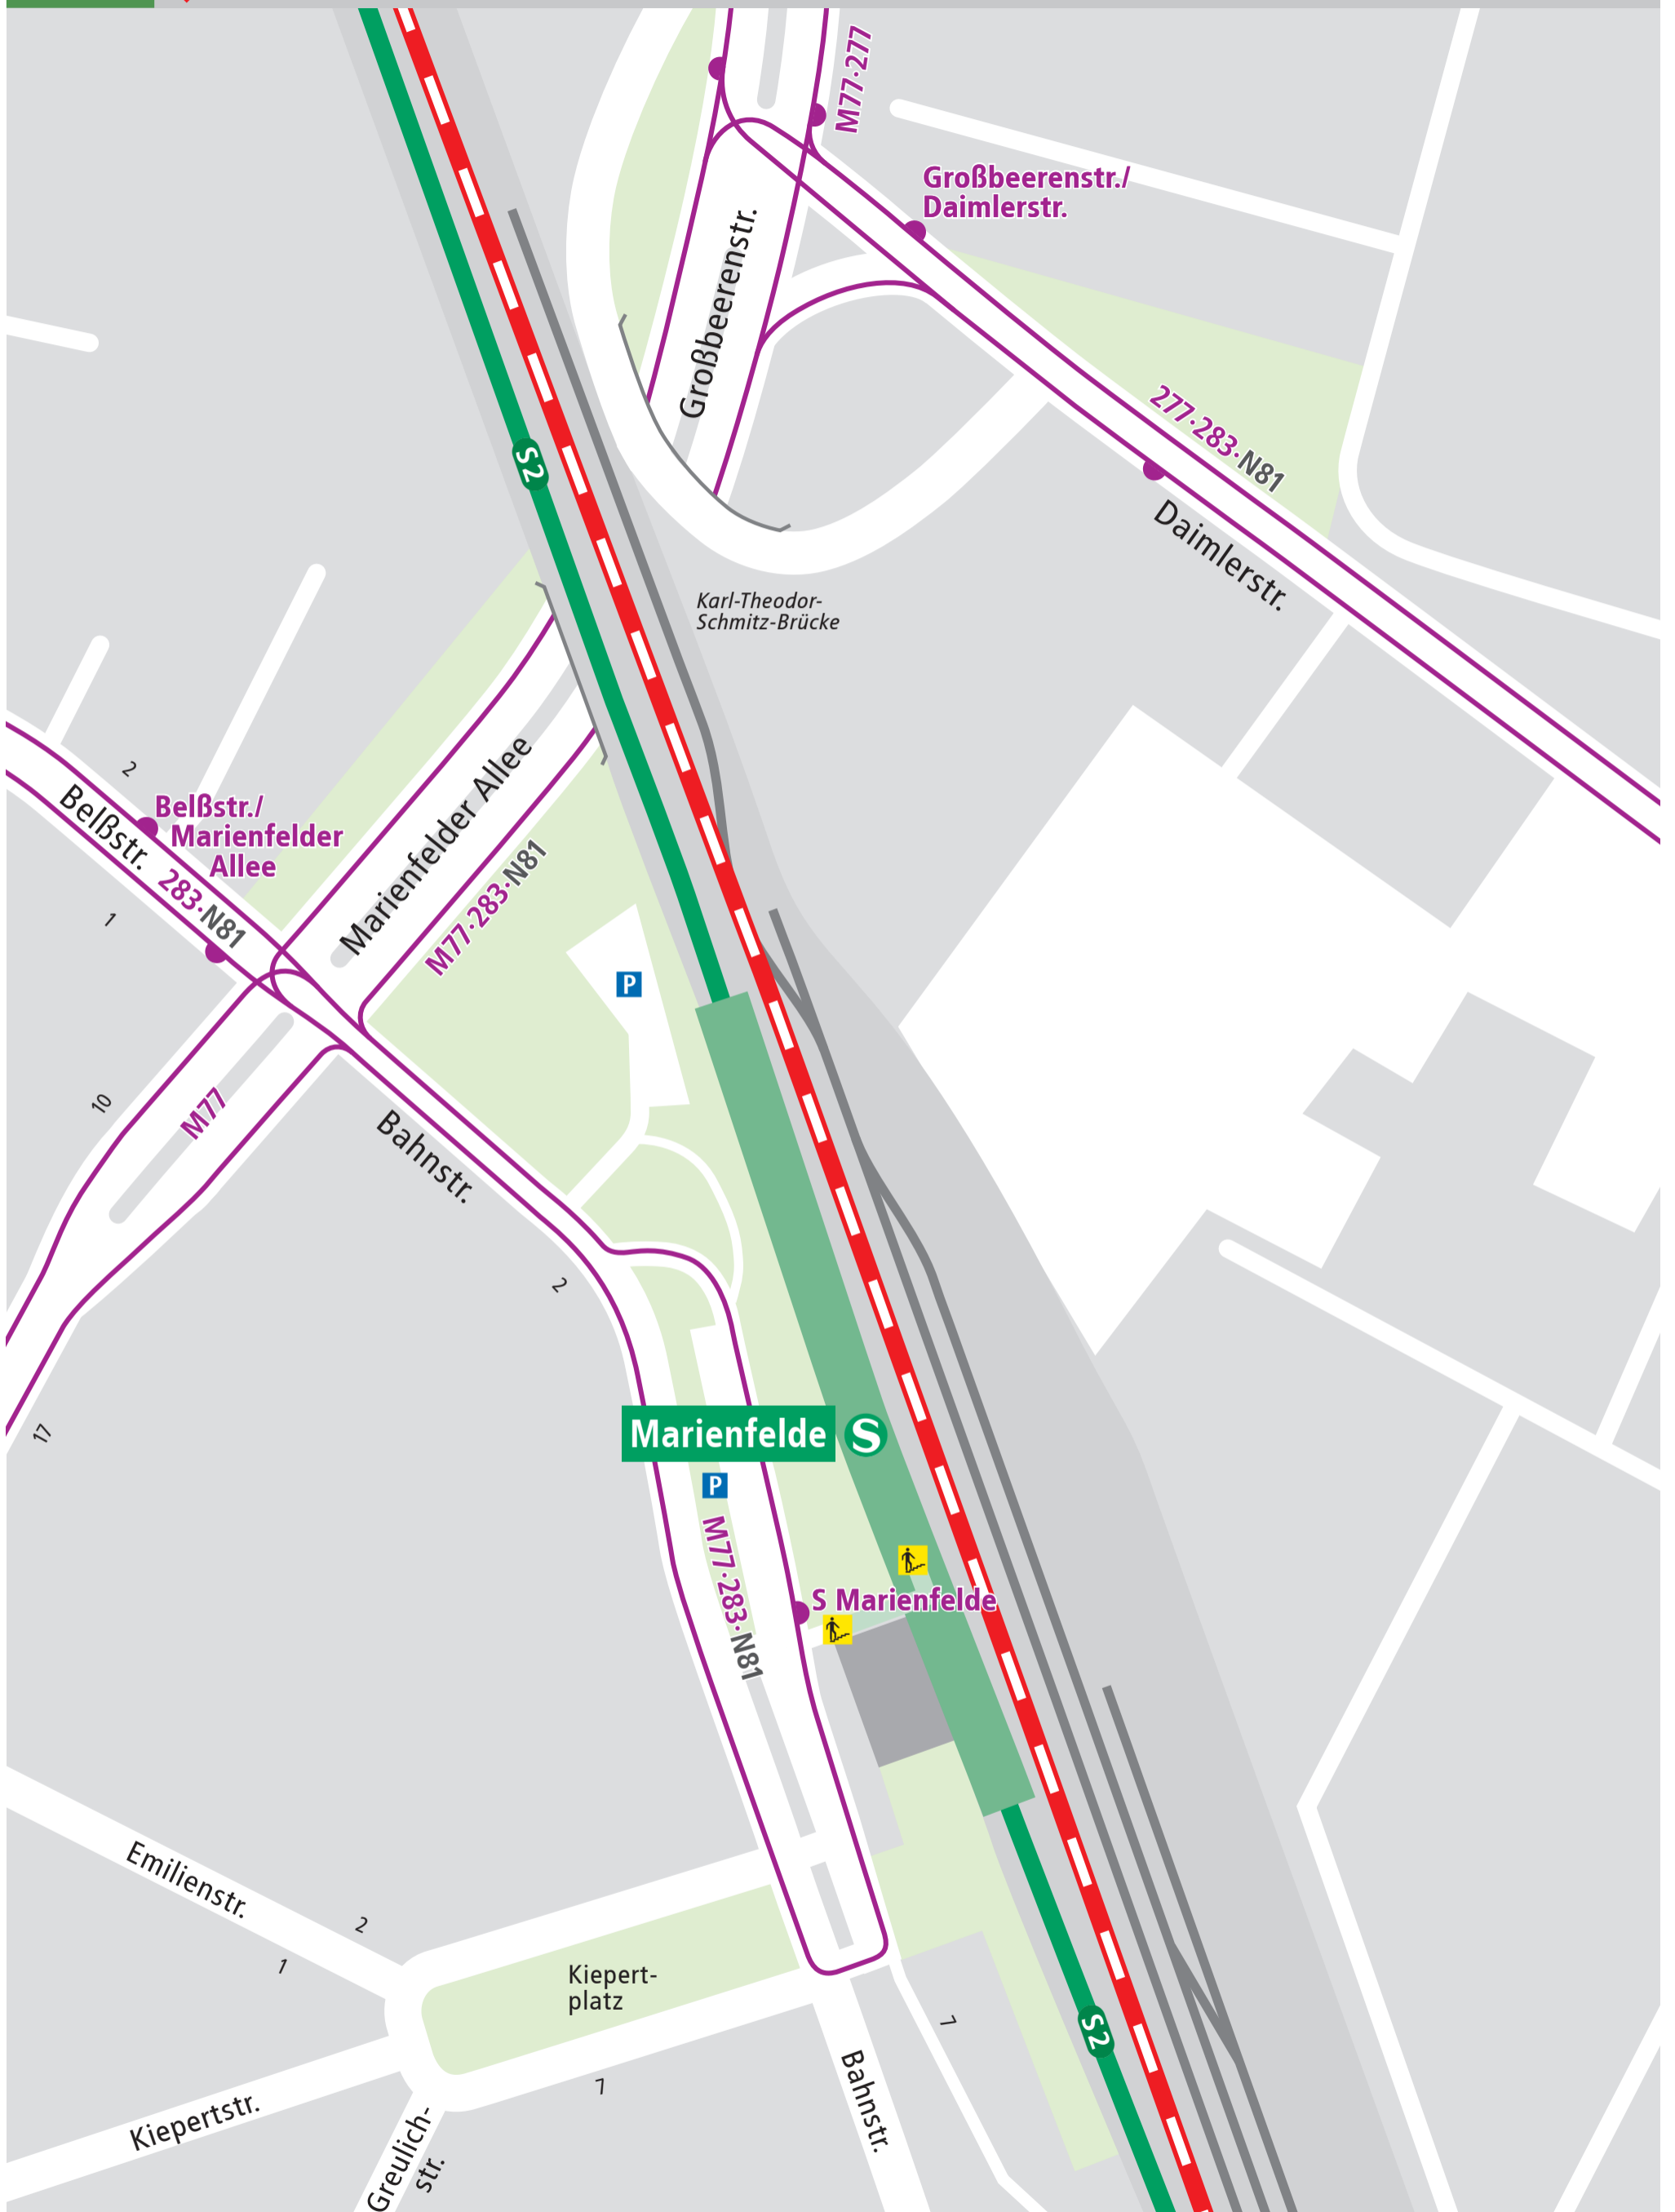 M77·277
Großbeerenstr./
Daimlerstr.
Großbeerenstr.
277·283·N81
Daimlerstr.
S2
Karl-Theodor-
Schmitz-Brücke
2
Belßstr.
Belßstr./
Marienfelder
Allee
283·N81
1
Marienfelder Allee
M77·283·N81
P
10
M77
Bahnstr.
2
17
Marienfelde S
P
M77·283·N81
S Marienfelde
Emilienstr.
2
1
Kiepert-
platz
7
S2
7
Bahnstr.
Kiepertstr.
Greulich-
str.